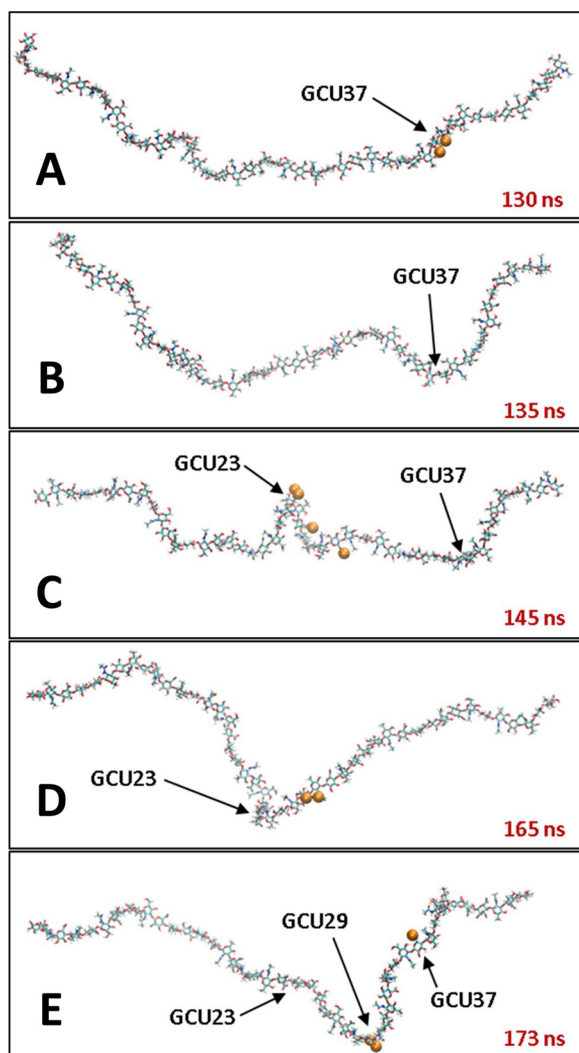 GCU37
A
130 ns
GCU37
B
135 ns
GCU23
GCU37
C
145 ns
GCU23
D
165 ns
GCU29
GCU23
GCU37
E
173 ns